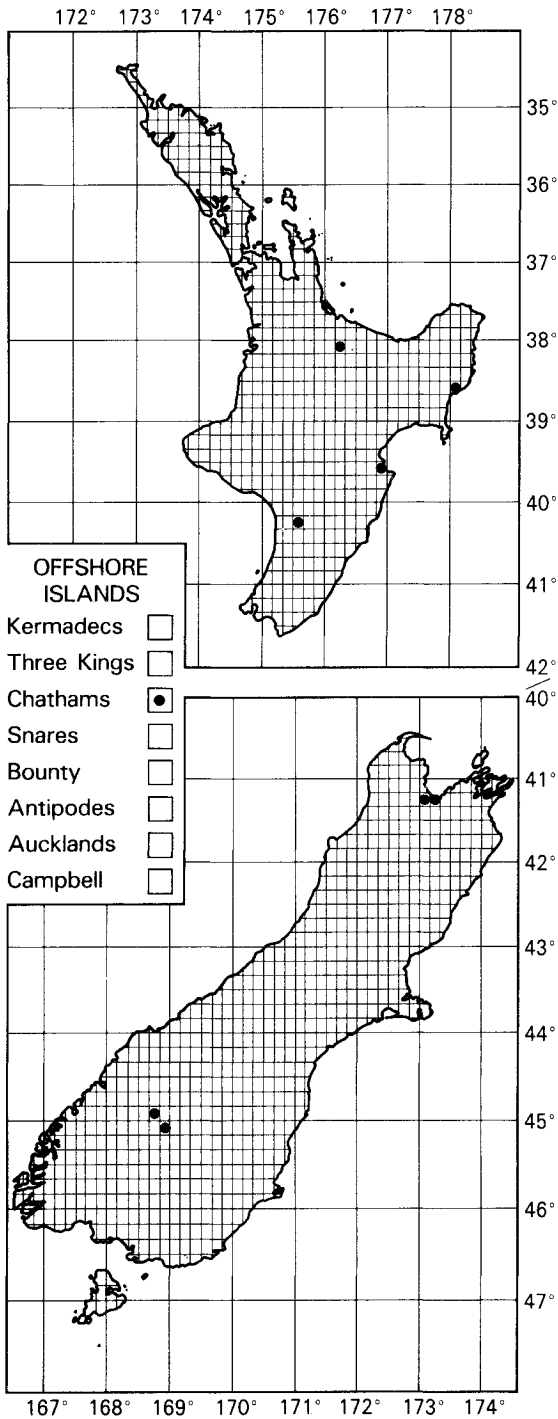 172° 173° 174° 175° 176° 177° 178°
35°
36°
37°
38°
39°
40°
41°
42°
OFFSHORE
ISLANDS
Kermadecs
Three Kings
Chathams
Snares
Bounty
Antipodes
Aucklands
Campbell
40°
41°
42°
43°
44°
45°
46°
47°
167° 168° 169° 170° 171° 172° 173° 174°